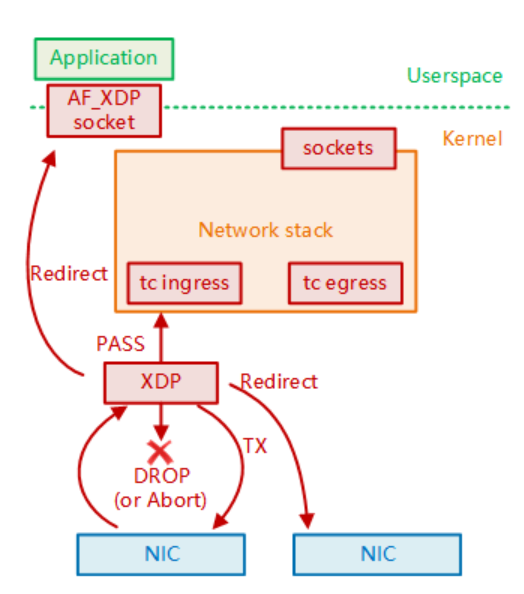 Application
Userspace
AF_XDP
socket
Kernel
sockets
Network stack
Redirect
tc ingress
tc egress
PASS
XDP
Redirect
TX
DROP
(or Abort)
NIC
NIC